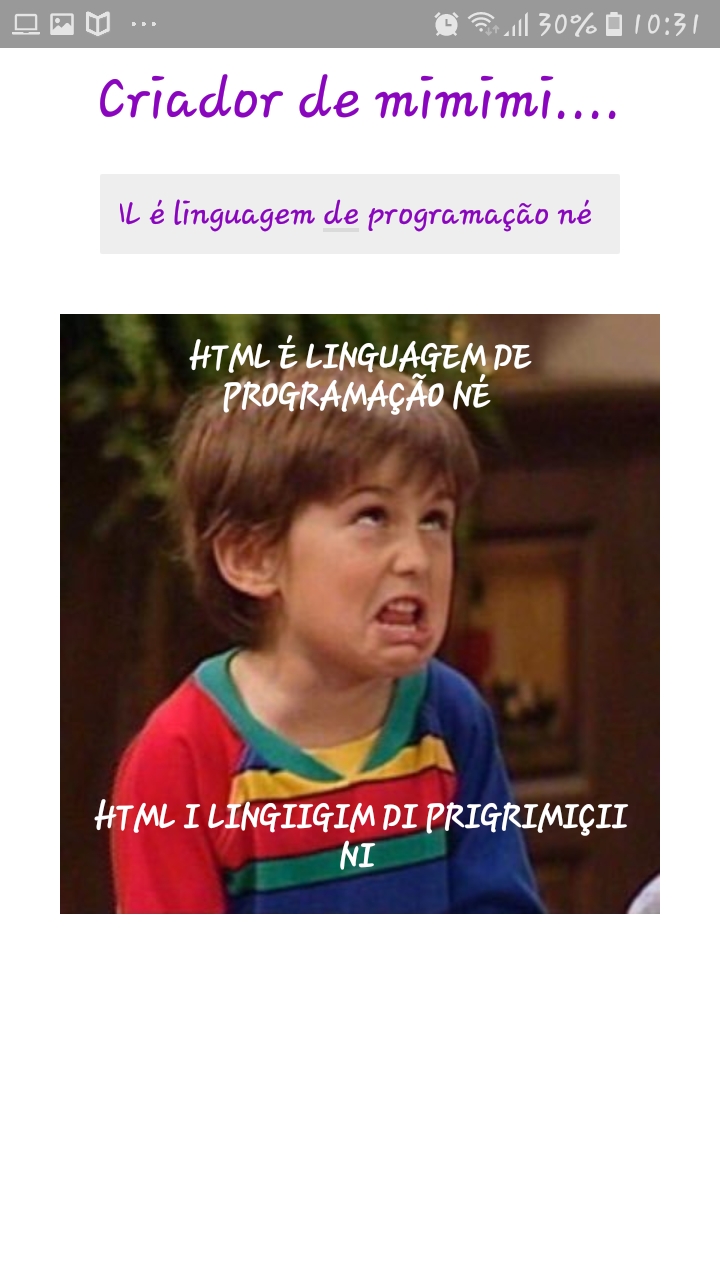 30% 10:31
Criador de mimimi....
L é linguagem de programação né
HTML É LINGUAGEM DE
PROGRAMAÇÃO NÉ
HTML I LINGIIGIM DI PRIGRIMIÇII
NI